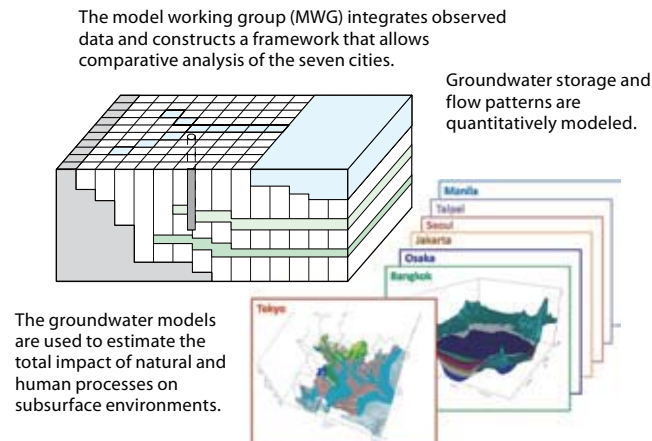 The model working group (MWG) integrates observed
data and constructs a framework that allows
comparative analysis of the seven cities.
Groundwater storage and
flow patterns are
quantitatively modeled.
Manila
Taipei
Seoul
Jakarta
Osaka
Bangkok
Tokyo
The groundwater models
are used to estimate the
total impact of natural and
human processes on
subsurface environments.